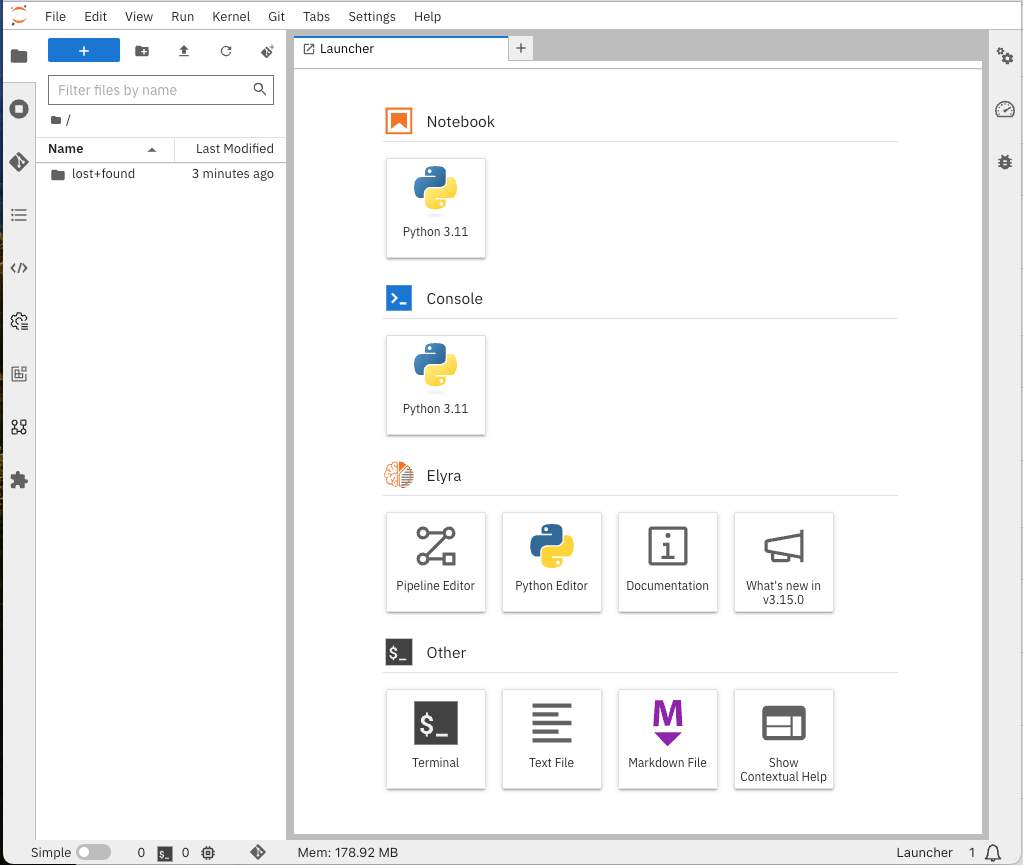 File Edit View Run Kernel Git Tabs Settings Help
+
Launcher
+
Filter files by name
/
Name Last Modified
lost+found 3 minutes ago
Notebook
Python 3.11
Console
Python 3.11
Elyra
Pipeline Editor
Python Editor
Documentation
What's new in
v3.15.0
$_ Other
$_
Terminal
Text File
M
Markdown File
Show
Contextual Help
Simple 0 $_ 0 Mem: 178.92 MB Launcher 1